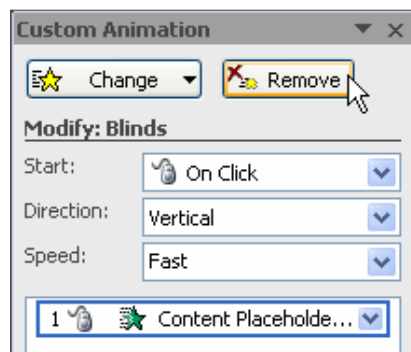 Custom Animation
Change Remove
Modify: Blinds
Start: On Click
Direction: Vertical
Speed: Fast
1 Content Placeholde...